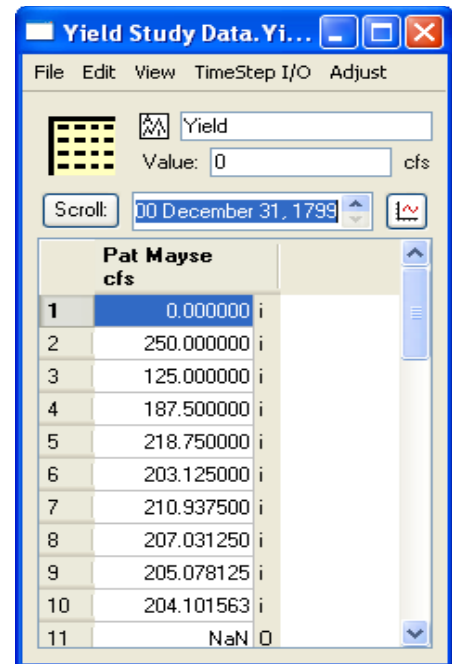 Yield Study Data.Yi...
File Edit View TimeStep I/O Adjust
Yield
Value: 0 cfs
Scroll: 00 December 31, 1799
Pat Mayse
cfs
1 0.000000 i
2 250.000000 i
3 125.000000 i
4 187.500000 i
5 218.750000 i
6 203.125000 i
7 210.937500 i
8 207.031250 i
9 205.078125 i
10 204.101563 i
11 NaN O